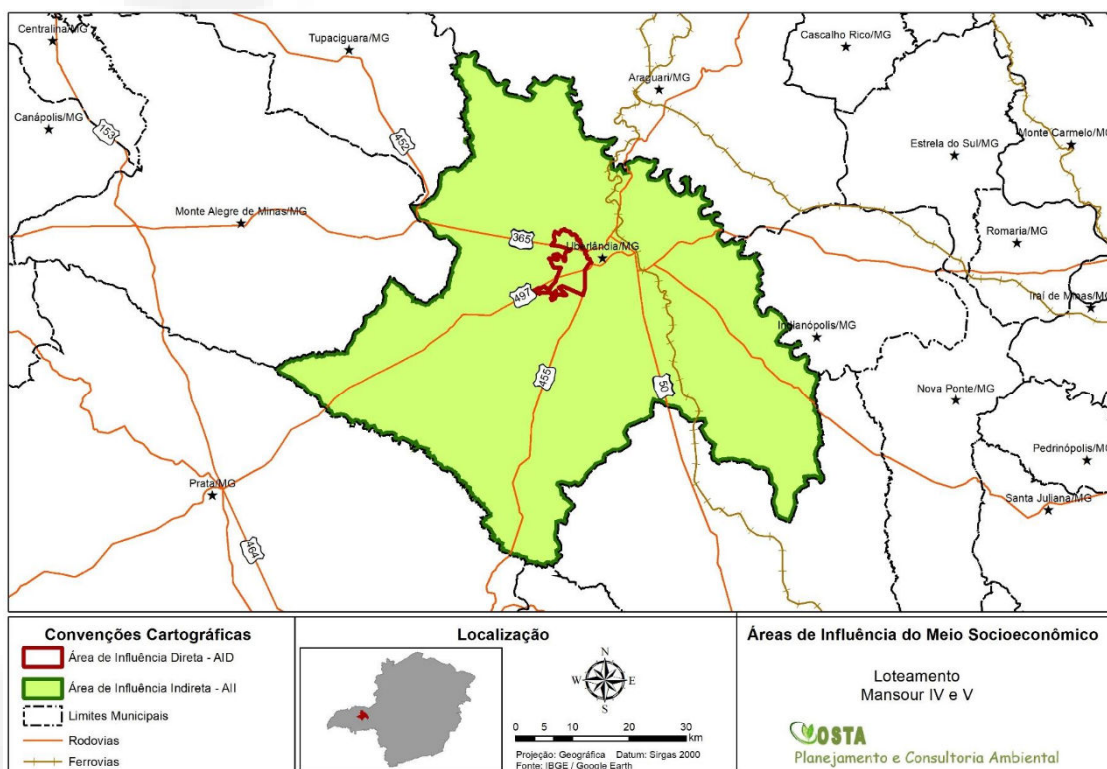 Centralina/MG
Tupaciguara/MG
Cascalho Rico/MG
Araguari/MG
Canápolis/MG
153
452
Monte Carmelo/MG
Estrela do Sul/MG
Monte Alegre de Minas/MG
365
Romaria/MG
Uberlândia/MG
497
Iraí de Minas/MG
Indianópolis/MG
455
50
Nova Ponte/MG
Pedrinópolis/MG
Prata/MG
Santa Juliana/MG
464
Convenções Cartográficas
Área de Influência Direta - AID
Área de Influência Indireta - AII
Limites Municipais
Rodovias
Ferrovias
Localização
N
W E
S
0 5 10 20 30
km
Projeção: Geográfica Datum: Sirgas 2000
Fonte: IBGE / Google Earth
Áreas de Influência do Meio Socioeconômico
Loteamento
Mansour IV e V
COSTA
Planejamento e Consultoria Ambiental